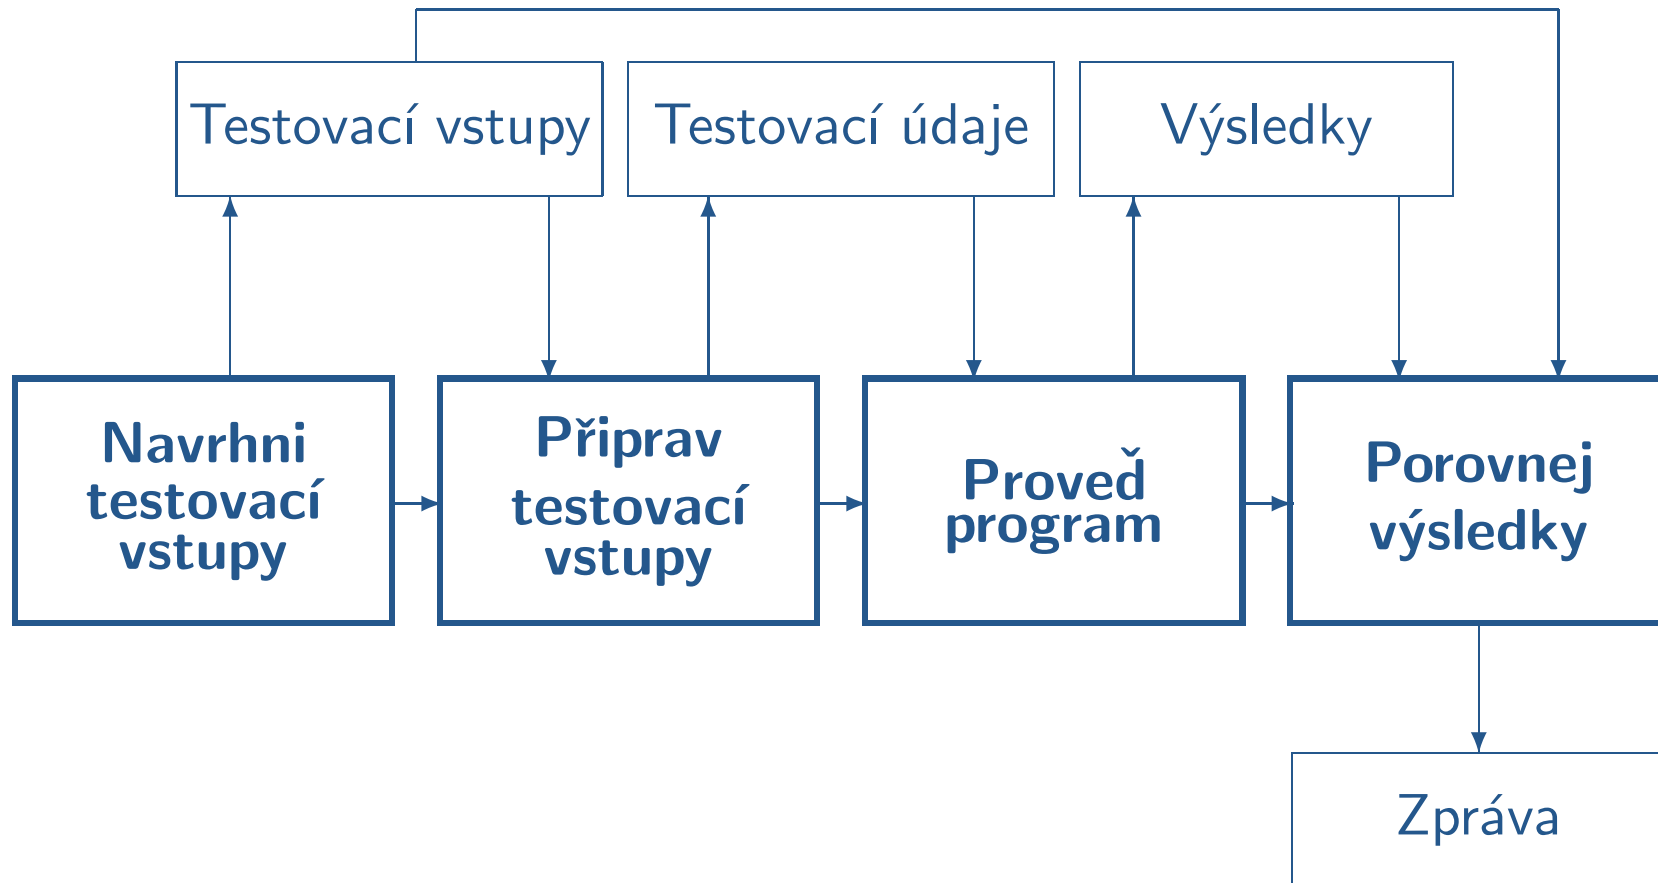 Testovací vstupy
Testovací údaje
Výsledky
Navrhni
testovací
vstupy
Připrav
testovací
vstupy
Proveď
program
Porovnej
výsledky
Zpráva